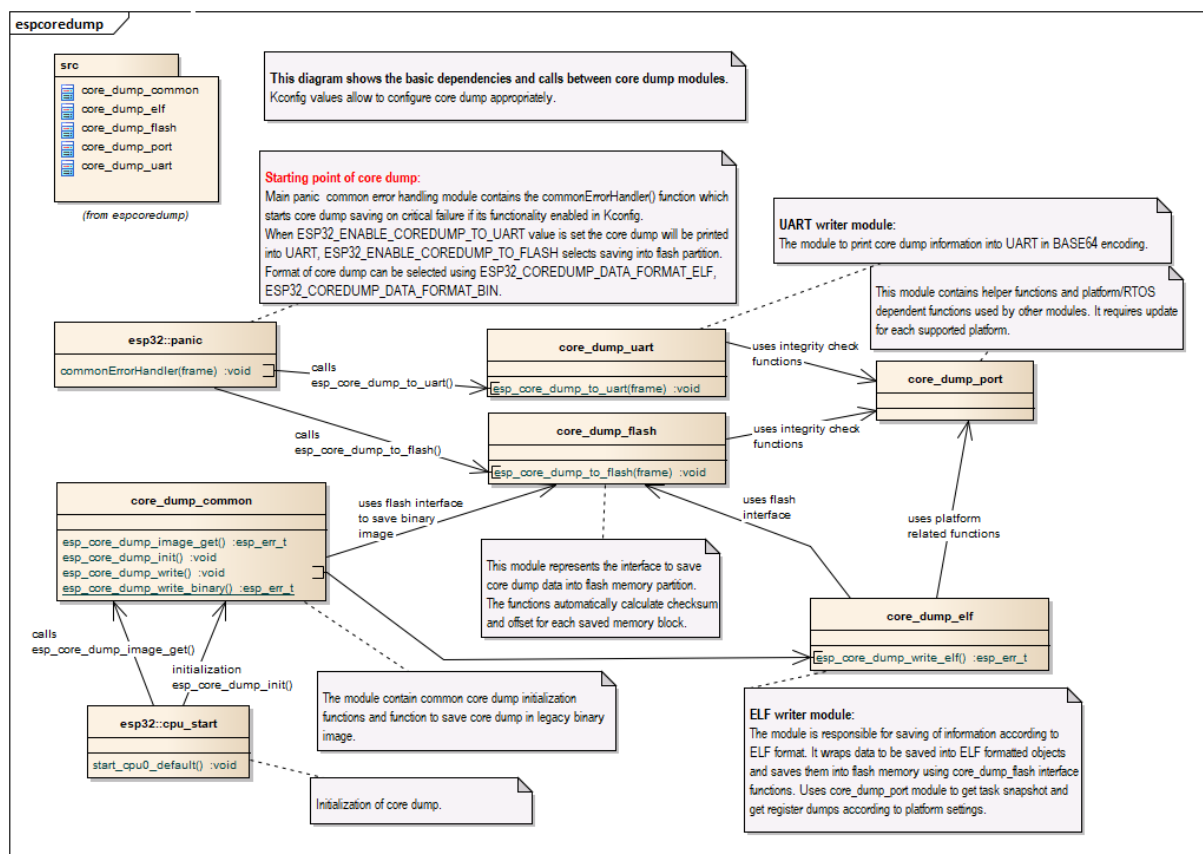 espcoredump
src
core_dump_common
core_dump_elf
core_dump_flash
core_dump_port
core_dump_uart
(from espcoredump)
This diagram shows the basic dependencies and calls between core dump modules.
Kconfig values allow to configure core dump appropriately.
Starting point of core dump:
Main panic common error handling module contains the commonErrorHandler() function which
starts core dump saving on critical failure if its functionality enabled in Kconfig.
When ESP32_ENABLE_COREDUMP_TO_UART value is set the core dump will be printed
into UART, ESP32_ENABLE_COREDUMP_TO_FLASH selects saving into flash partition.
Format of core dump can be selected using ESP32_COREDUMP_DATA_FORMAT_ELF,
ESP32_COREDUMP_DATA_FORMAT_BIN.
UART writer module:
The module to print core dump information into UART in BASE64 encoding.
This module contains helper functions and platform/RTOS
dependent functions used by other modules. It requires update
for each supported platform.
esp32::panic
commonErrorHandler(frame) :void
calls
esp_core_dump_to_uart()
core_dump_uart
esp_core_dump_to_uart(frame) :void
uses integrity check
functions
core_dump_port
calls
esp_core_dump_to_flash()
core_dump_flash
esp_core_dump_to_flash(frame) :void
uses integrity check
functions
core_dump_common
esp_core_dump_image_get() :esp_err_t
esp_core_dump_init() :void
esp_core_dump_write() :void
esp_core_dump_write_binary() :esp_err_t
uses flash interface
to save binary
image
uses flash
interface
uses platform
related functions
This module represents the interface to save
core dump data into flash memory partition.
The functions automatically calculate checksum
and offset for each saved memory block.
core_dump_elf
esp_core_dump_write_elf() :esp_err_t
calls
esp_core_dump_image_get()
initialization
esp_core_dump_init()
The module contain common core dump initialization
functions and function to save core dump in legacy binary
image.
esp32::cpu_start
start_cpu0_default() :void
Initialization of core dump.
ELF writer module:
The module is responsible for saving of information according to
ELF format. It wraps data to be saved into ELF formatted objects
and saves them into flash memory using core_dump_flash interface
functions. Uses core_dump_port module to get task snapshot and
get register dumps according to platform settings.